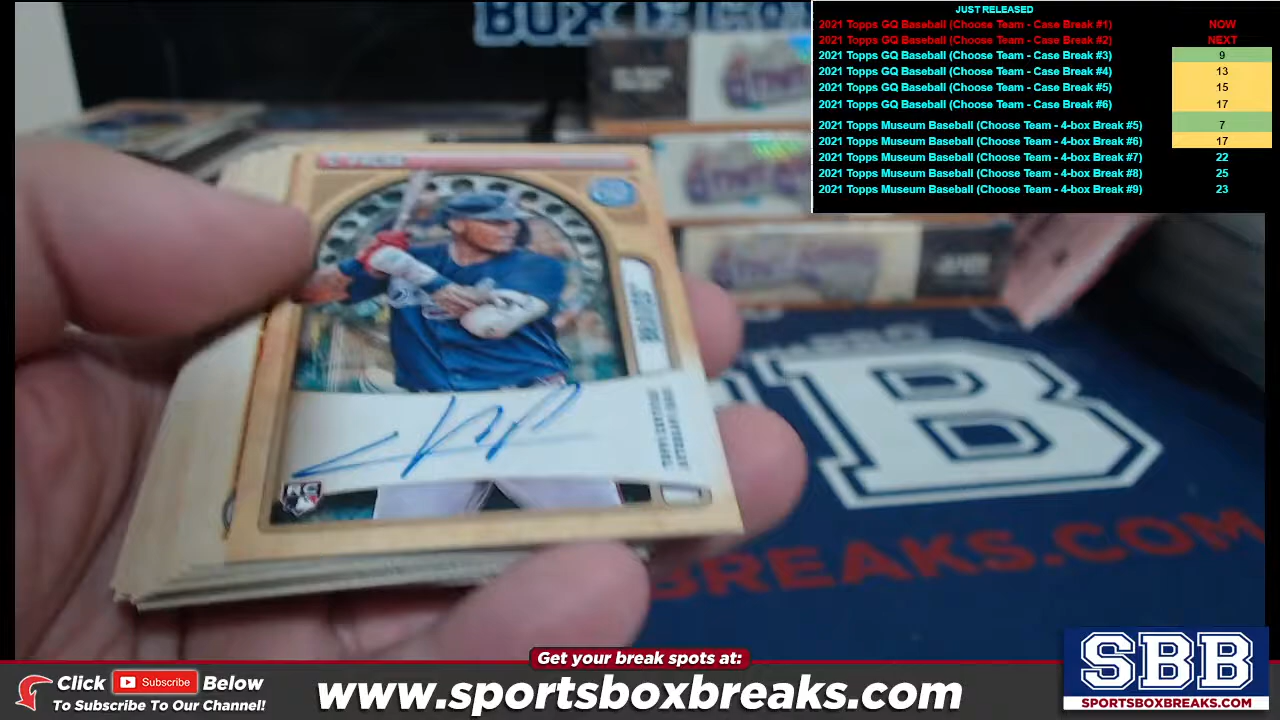 JUST RELEASED
2021 Topps GQ Baseball (Choose Team - Case Break #1) NOW
2021 Topps GQ Baseball (Choose Team - Case Break #2) NEXT
2021 Topps GQ Baseball (Choose Team - Case Break #3) 9
2021 Topps GQ Baseball (Choose Team - Case Break #4) 13
2021 Topps GQ Baseball (Choose Team - Case Break #5) 15
2021 Topps GQ Baseball (Choose Team - Case Break #6) 17
2021 Topps Museum Baseball (Choose Team - 4-box Break #5) 7
2021 Topps Museum Baseball (Choose Team - 4-box Break #6) 17
2021 Topps Museum Baseball (Choose Team - 4-box Break #7) 22
2021 Topps Museum Baseball (Choose Team - 4-box Break #8) 25
2021 Topps Museum Baseball (Choose Team - 4-box Break #9) 23
RC
B
BREAKS.COM
Get your break spots at:
Click Subscribe Below
To Subscribe To Our Channel!
www.sportsboxbreaks.com
SBB
SPORTSBOXBREAKS.COM